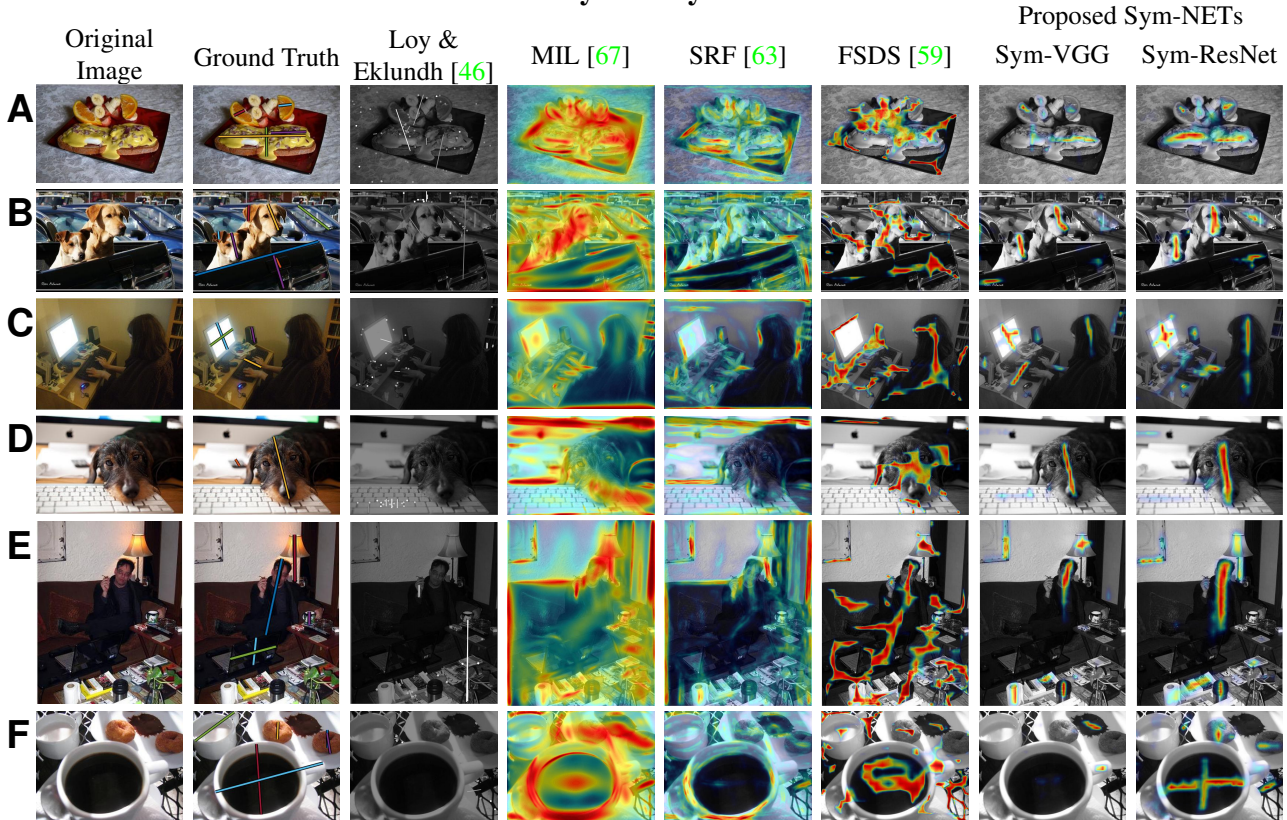 Proposed Sym-NETs
Original Image
Ground Truth
Loy & Eklundh [46]
MIL [67]
SRF [63]
FSDS [59]
Sym-VGG
Sym-ResNet
A
B
C
D
E
F